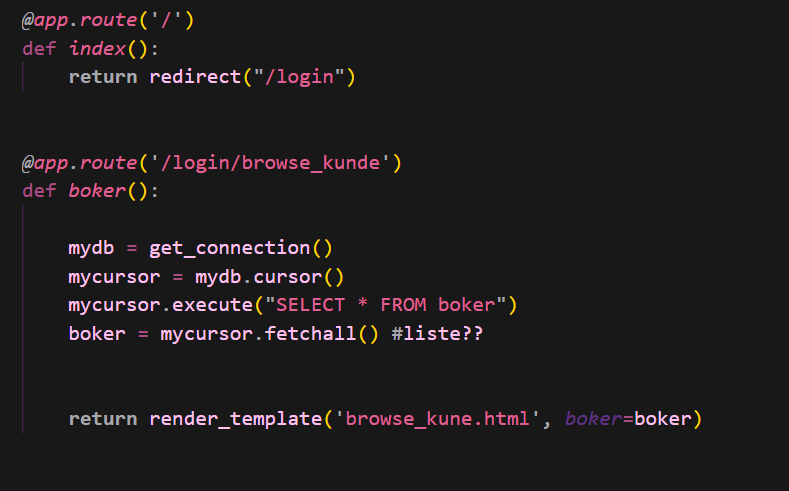 @app.route('/')
def index():
    return redirect("/login")
@app.route('/login/browse_kunde')
def boker():
    mydb = get_connection()
    mycursor = mydb.cursor()
    mycursor.execute("SELECT * FROM boker")
    boker = mycursor.fetchall() #liste??
    return render_template('browse_kune.html', boker=boker)